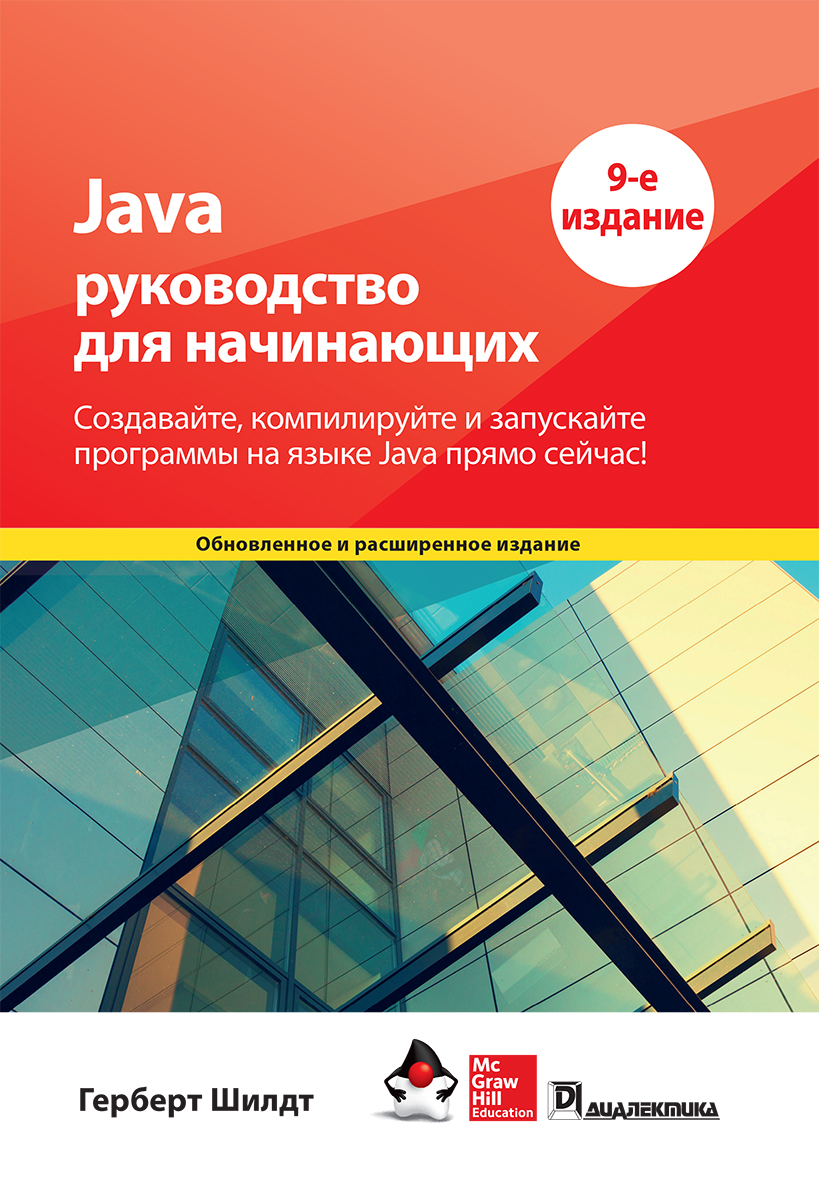 Java
руководство
для начинающих
9-е
издание
Создавайте, компилируйте и запускайте
программы на языке Java прямо сейчас!
Обновленное и расширенное издание
Герберт Шилдт
Mc
Graw
Hill
Education
ДИАЛЕКТИКА